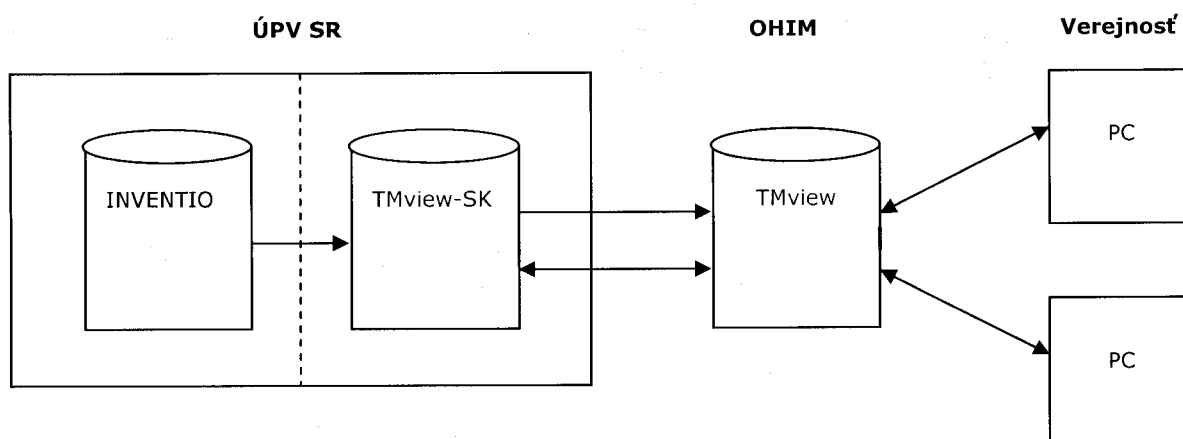 ÚPV SR
OHIM
Verejnosť
INVENTIO
TMview-SK
TMview
PC
PC